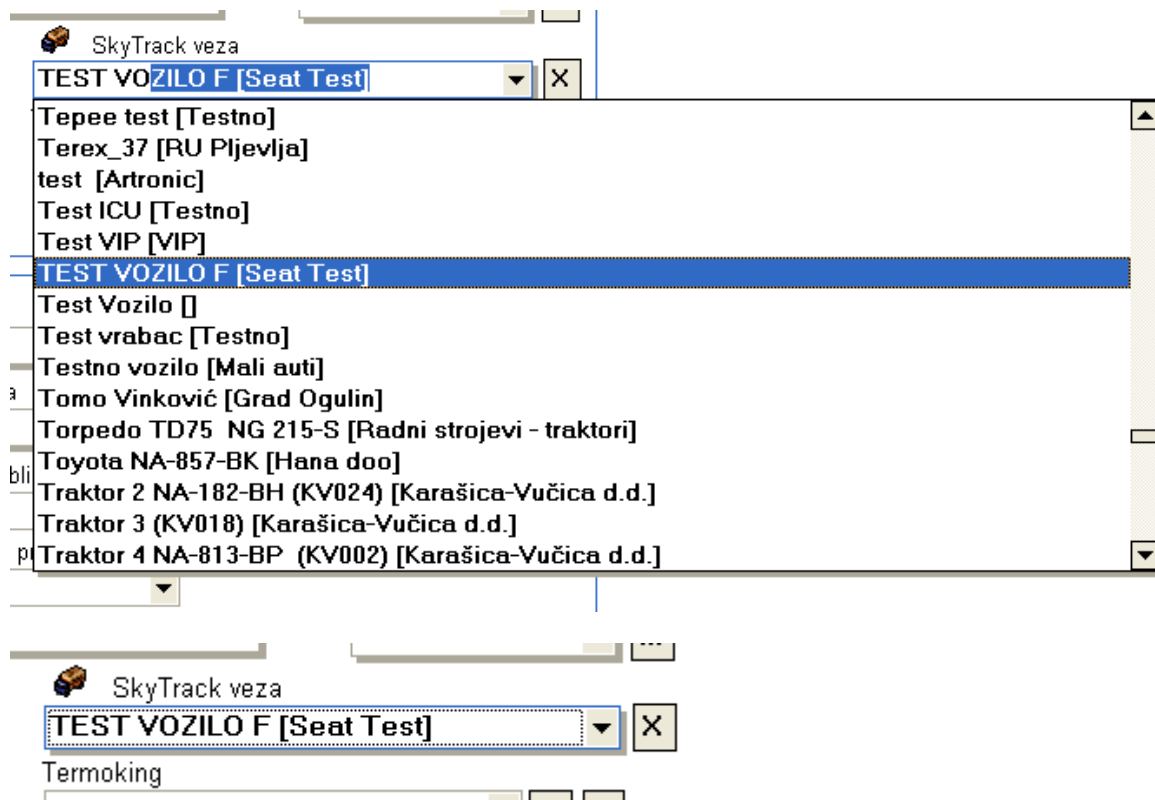 SkyTrack veza
TEST VOZILO F [Seat Test]
X
Tepee test [Testno]
Terex_37 [RU Pljevlja]
test  [Artronic]
Test ICU [Testno]
Test VIP [VIP]
TEST VOZILO F [Seat Test]
Test Vozilo []
Test vrabac [Testno]
Testno vozilo [Mali auti]
a
Tomo Vinković [Grad Ogulin]
Torpedo TD75  NG 215-S [Radni strojevi - traktori]
Toyota NA-857-BK [Hana doo]
bli
Traktor 2 NA-182-BH (KV024) [Karašica-Vučica d.d.]
Traktor 3 (KV018) [Karašica-Vučica d.d.]
Traktor 4 NA-813-BP  (KV002) [Karašica-Vučica d.d.]
SkyTrack veza
TEST VOZILO F [Seat Test]
X
Termoking